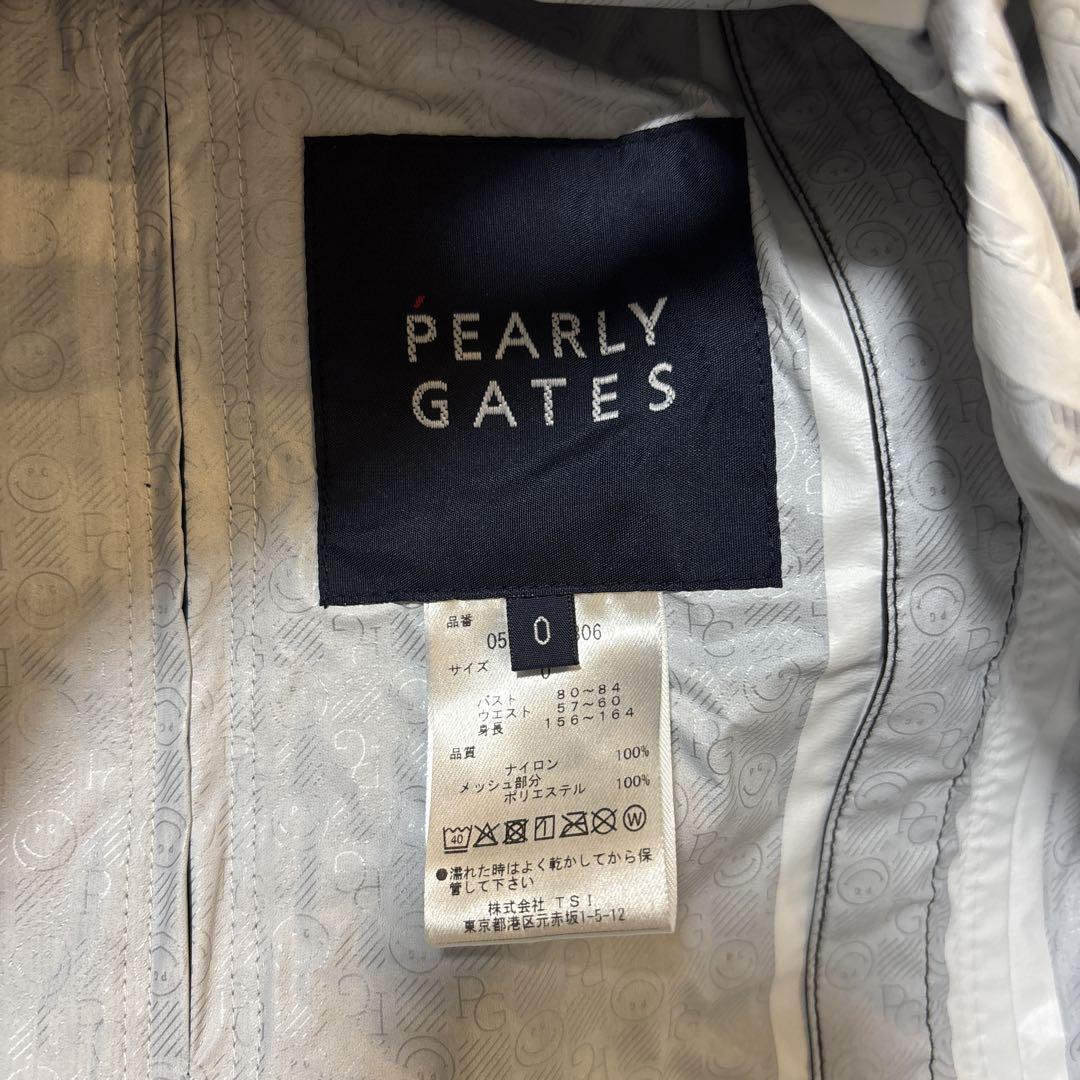 PEARLY
GATES
0
品番
05 806
サイズ 0
バスト 80~84
ウエスト 57~60
身長 156~164
品質
ナイロン 100%
メッシュ部分
ポリエステル 100%
40 W
●濡れた時はよく乾かしてから保
管して下さい
株式会社 TSI
東京都港区元赤坂1-5-12
PG